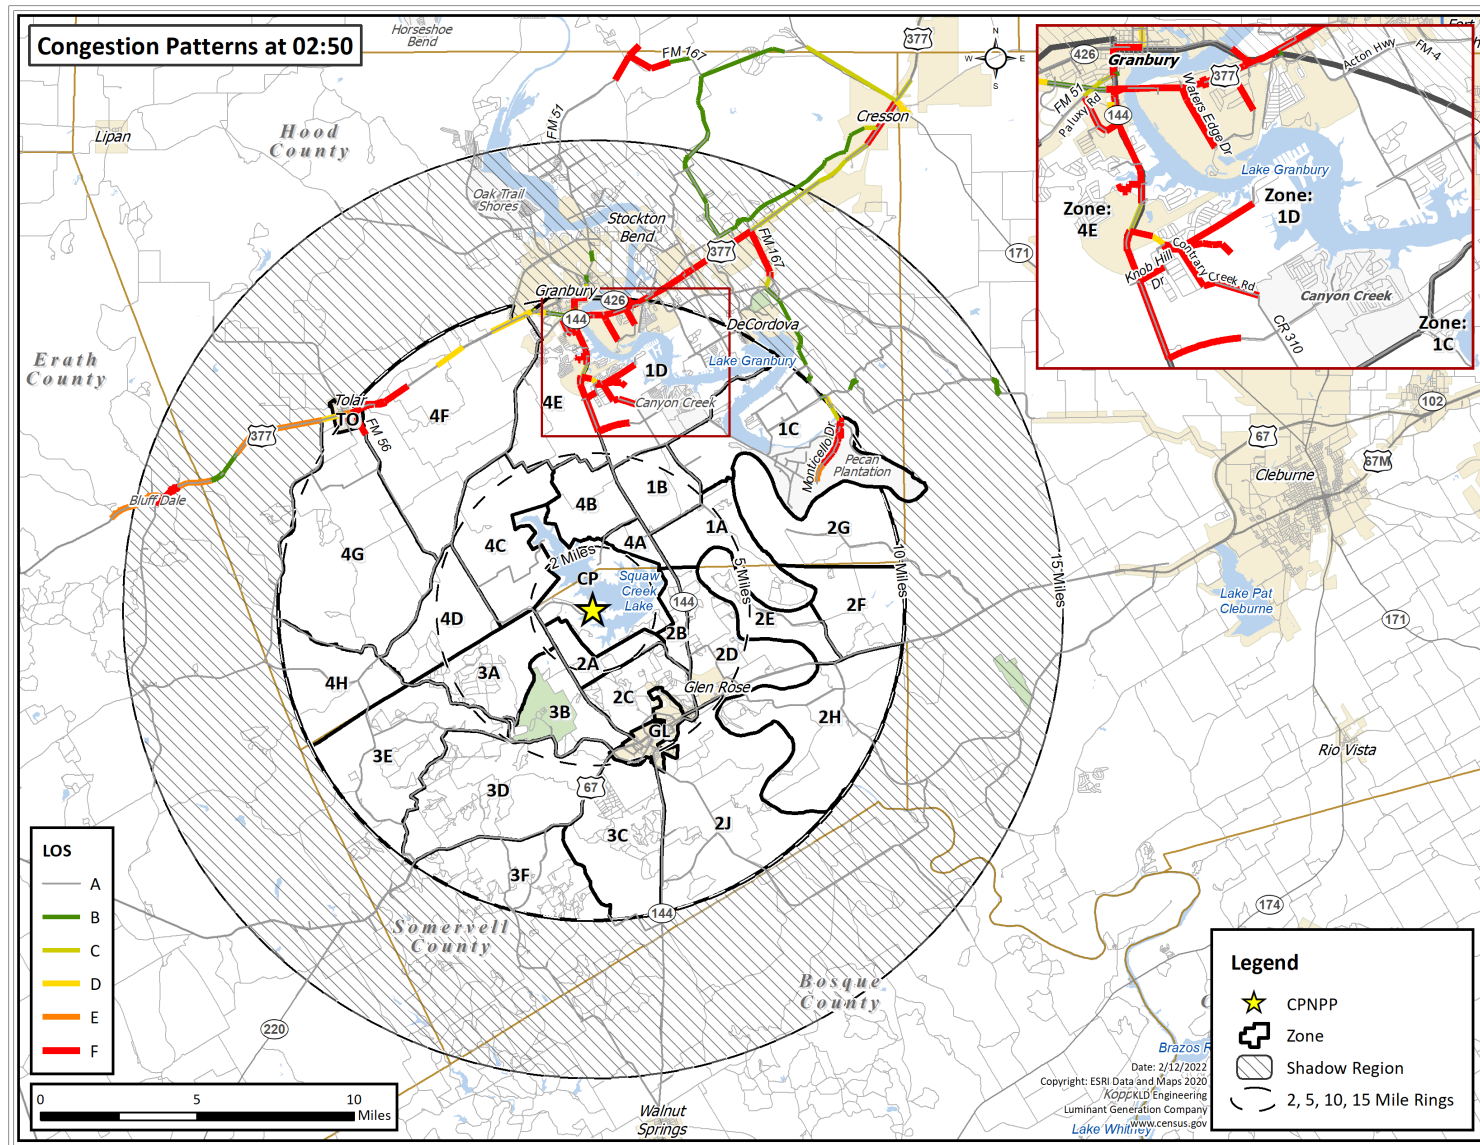 Congestion Patterns at 02:50
Horseshoe
Bend
FM 167
377
N
W E
S
FM 51
Cresson
Lipan
Hood
County
Oak Trail
Shores
Stockton
Bend
377
FM 167
171
Granbury
426
144
DeCordova
Lake Granbury
Erath
County
1D
Canyon Creek
4E
4F
Tolar
TO
FM 56
377
Bluff Dale
1C
Monticello Dr
Pecan
Plantation
4B
1B
1A
2G
4C
4A
4G
2 Miles
5 Miles
10 Miles
15 Miles
CP
Squaw
Creek
Lake
144
4D
2B
2E
2F
2D
2A
3A
4H
2C
Glen Rose
3B
GL
2H
3E
67
3D
2J
3C
3F
144
Somervell
County
Bosque
County
220
Walnut
Springs
426
Granbury
377
Acton Hwy
FM-4
FM 51
Paluxy Rd
144
Waters Edge Dr
Lake Granbury
Zone:
4E
Zone:
1D
Knob Hill
Dr
Contrary Creek Rd
Canyon Creek
CR 310
Zone:
1C
102
67
67M
Cleburne
Lake Pat
Cleburne
171
Rio Vista
174
LOS
A
B
C
D
E
F
0 5 10
Miles
Brazos R
Date: 2/12/2022
Copyright: ESRI Data and Maps 2020
KLD Engineering
Luminant Generation Company
www.census.gov
Lake Whitney
Legend
CPNPP
Zone
Shadow Region
2, 5, 10, 15 Mile Rings